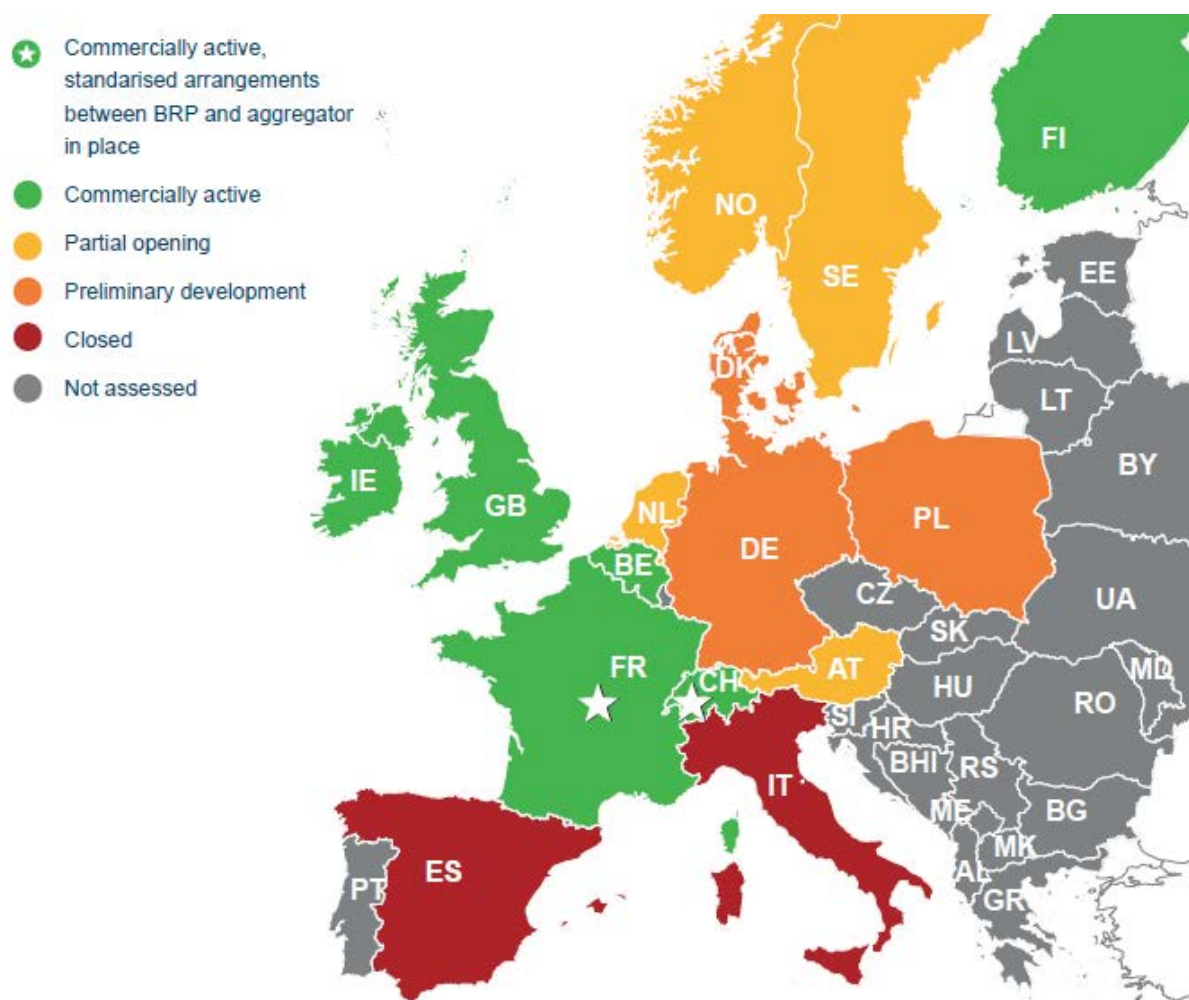 Commercially active,
standarised arrangements
between BRP and aggregator
in place
Commercially active
Partial opening
Preliminary development
Closed
Not assessed
FI
NO
SE
EE
LV
DK
LT
BY
IE
GB
NL
PL
DE
BE
CZ
UA
SK
FR
AT
CH
MD
HU
RO
SI
HR
BHI
RS
IT
ME
BG
MK
ES
AL
PT
GR